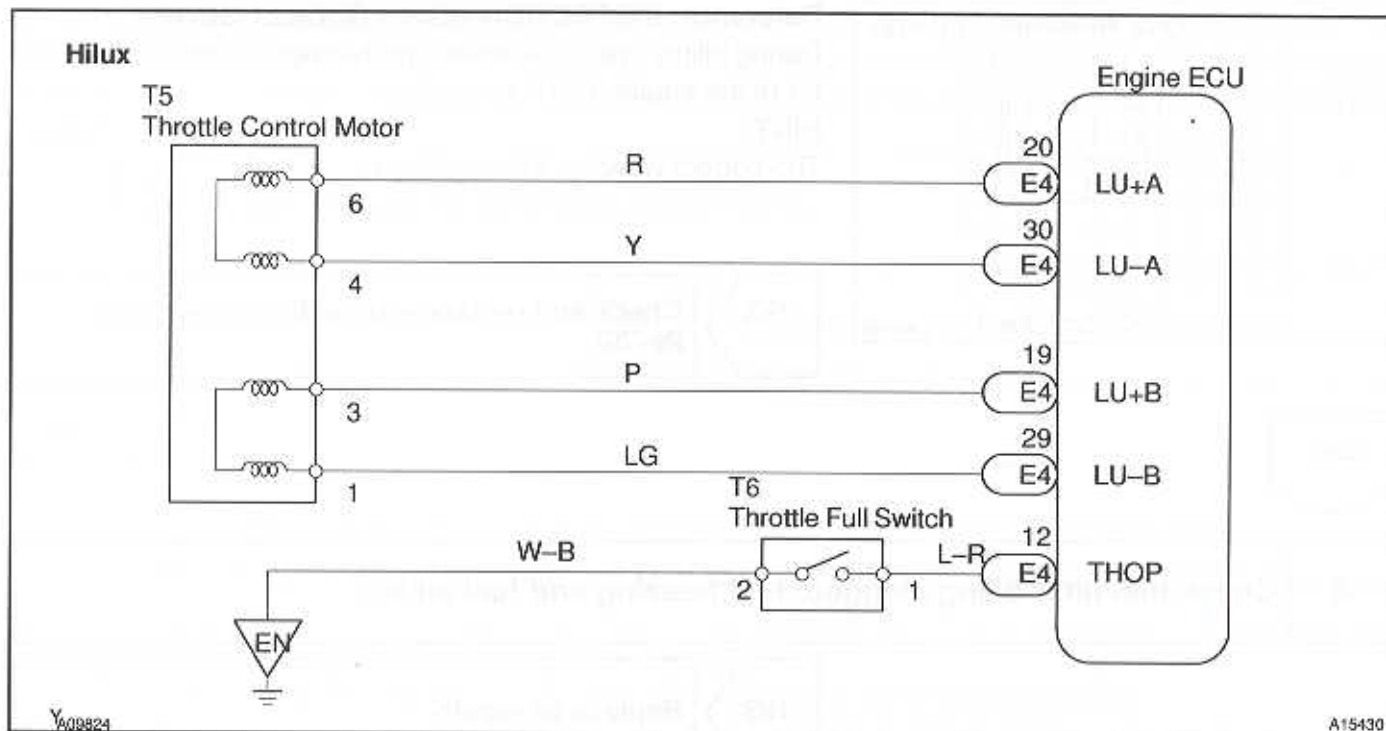 Hilux
Engine ECU
T5
Throttle Control Motor
R
20
6
E4
LU+A
Y
30
4
E4
LU–A
P
19
3
E4
LU+B
LG
29
1
E4
LU–B
T6
Throttle Full Switch
W–B
2
1
L–R
12
E4
THOP
EN
Y
A09824
A15430